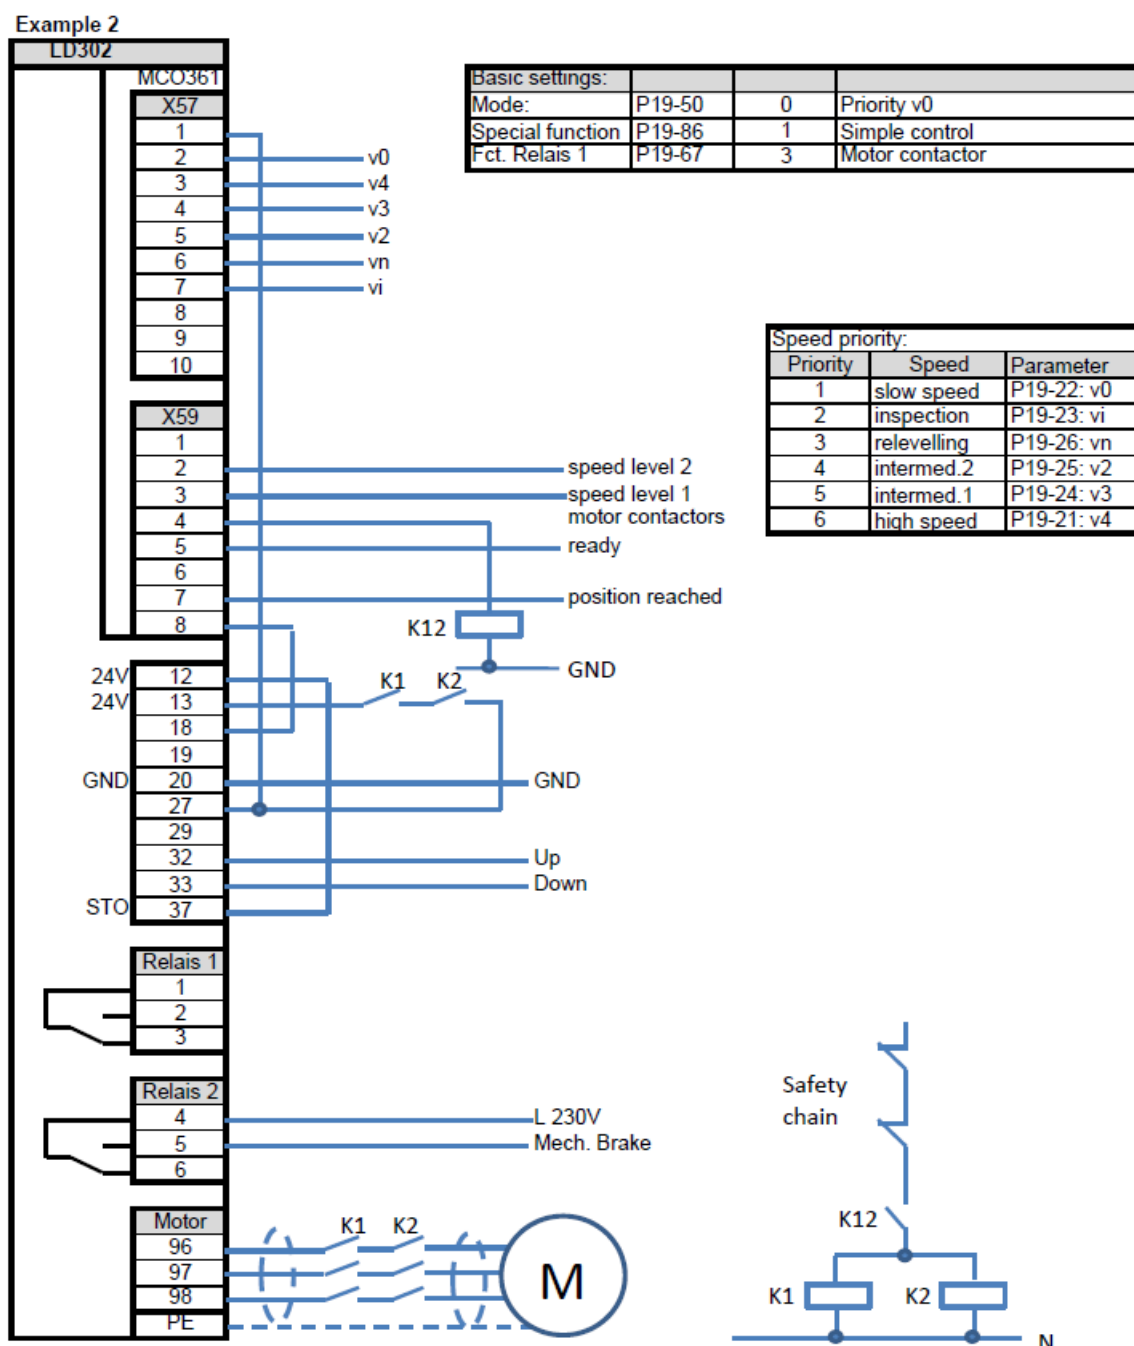 Example 2
LD302
MCO361
X57
1
2 v0
3 v4
4 v3
5 v2
6 vn
7 vi
8
9
10
Basic settings:
Mode: P19-50 0 Priority v0
Special function P19-86 1 Simple control
Fct. Relais 1 P19-67 3 Motor contactor
Speed priority:
Priority Speed Parameter
1 slow speed P19-22: v0
2 inspection P19-23: vi
3 relevelling P19-26: vn
4 intermed.2 P19-25: v2
5 intermed.1 P19-24: v3
6 high speed P19-21: v4
X59
1
2 speed level 2
3 speed level 1
4 motor contactors
5 ready
6
7 position reached
8
K12
GND
24V 12
24V 13 K1 K2
18
19
GND 20 GND
27
29
32 Up
33 Down
STO 37
Relais 1
1
2
3
Relais 2
4 L 230V
5 Mech. Brake
6
Motor K1 K2
96
97 M
98
PE
Safety
chain
K12
K1 K2
N